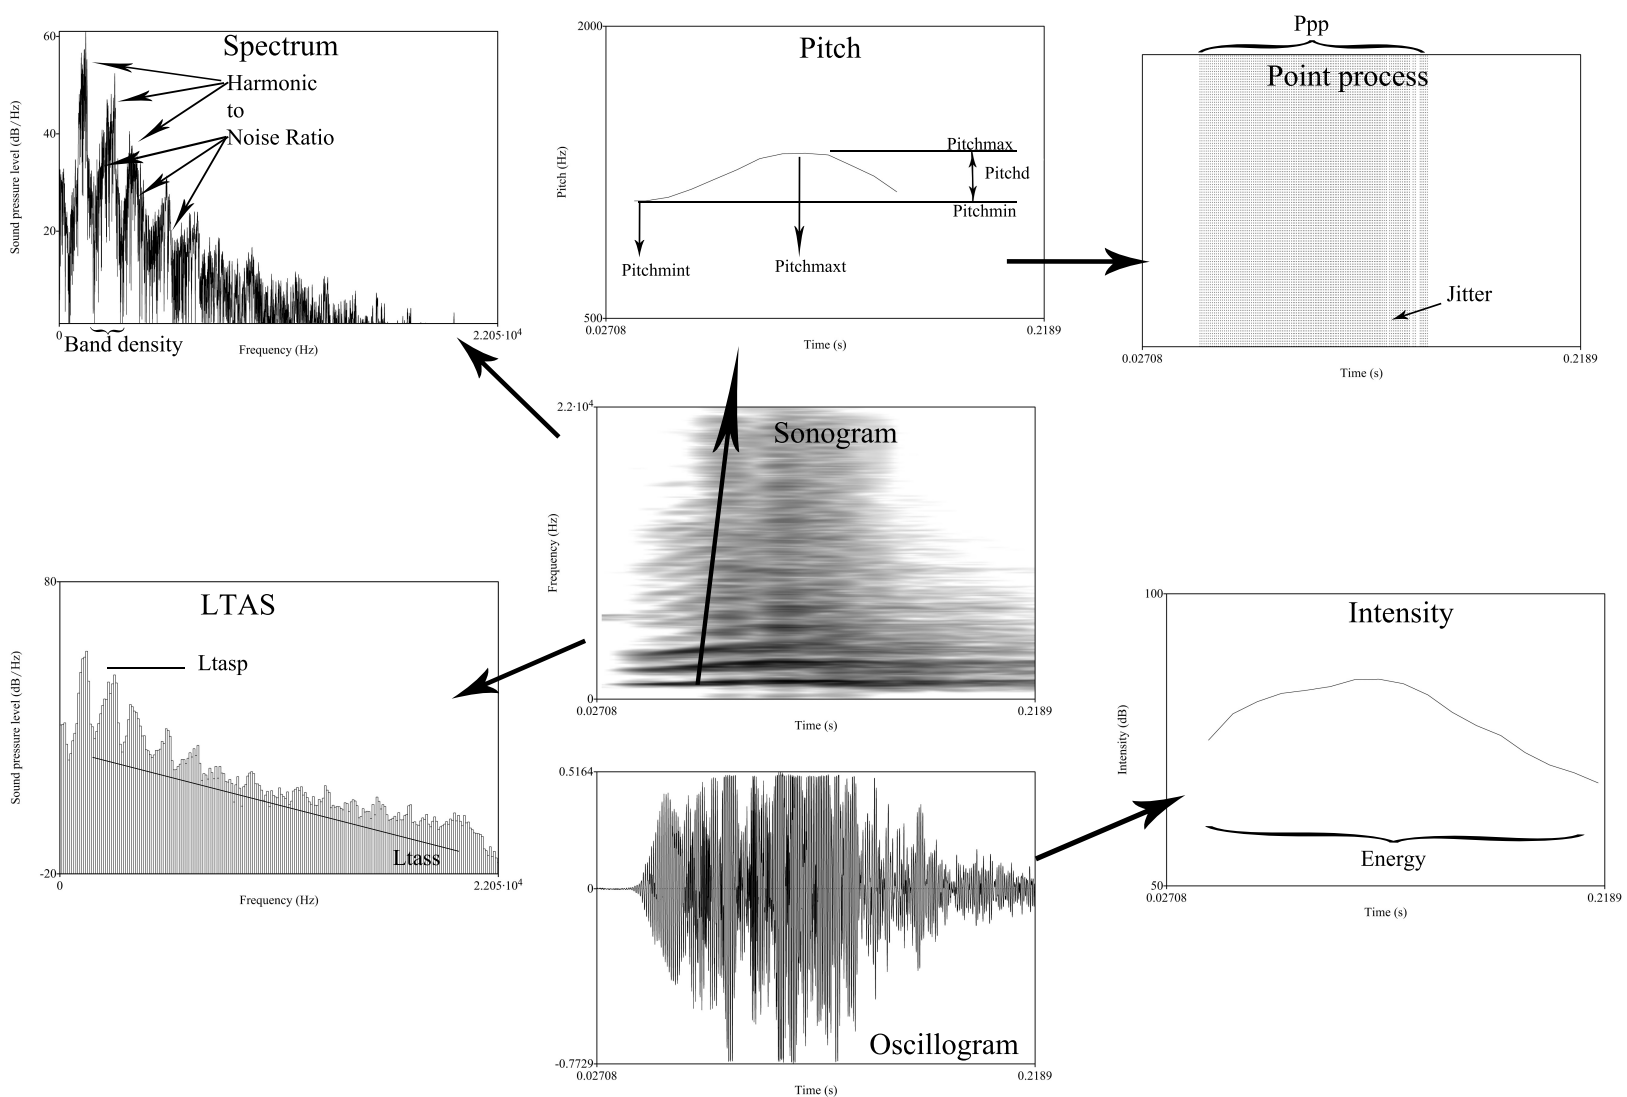 Spectrum
60
40
20
Sound pressure level (dB/Hz)
Harmonic
to
Noise Ratio
0
2.205·10⁴
Band density
Frequency (Hz)
Pitch
2000
500
Pitch (Hz)
Pitchmax
Pitchd
Pitchmin
Pitchmint
Pitchmaxt
0.02708
0.2189
Time (s)
Ppp
Point process
Jitter
0.02708
0.2189
Time (s)
Sonogram
2.2·10⁴
0
Frequency (Hz)
0.02708
0.2189
Time (s)
LTAS
80
-20
Sound pressure level (dB/Hz)
Ltasp
Ltass
0
2.205·10⁴
Frequency (Hz)
Intensity
100
50
Intensity (dB)
Energy
0.02708
0.2189
Time (s)
0.5164
0
-0.7729
Oscillogram
0.02708
0.2189
Time (s)